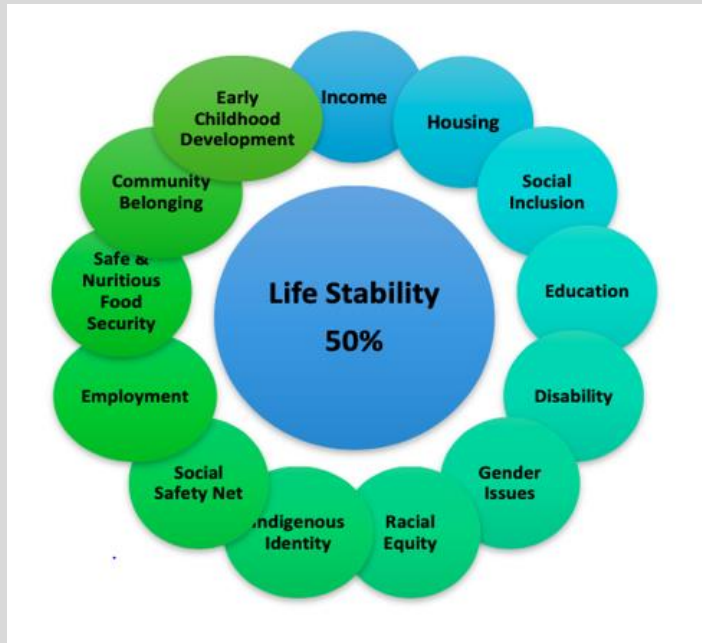 Life Stability
50%
Income
Housing
Social
Inclusion
Education
Disability
Gender
Issues
Racial
Equity
Indigenous
Identity
Social
Safety Net
Employment
Safe &
Nuritious
Food
Security
Community
Belonging
Early
Childhood
Development